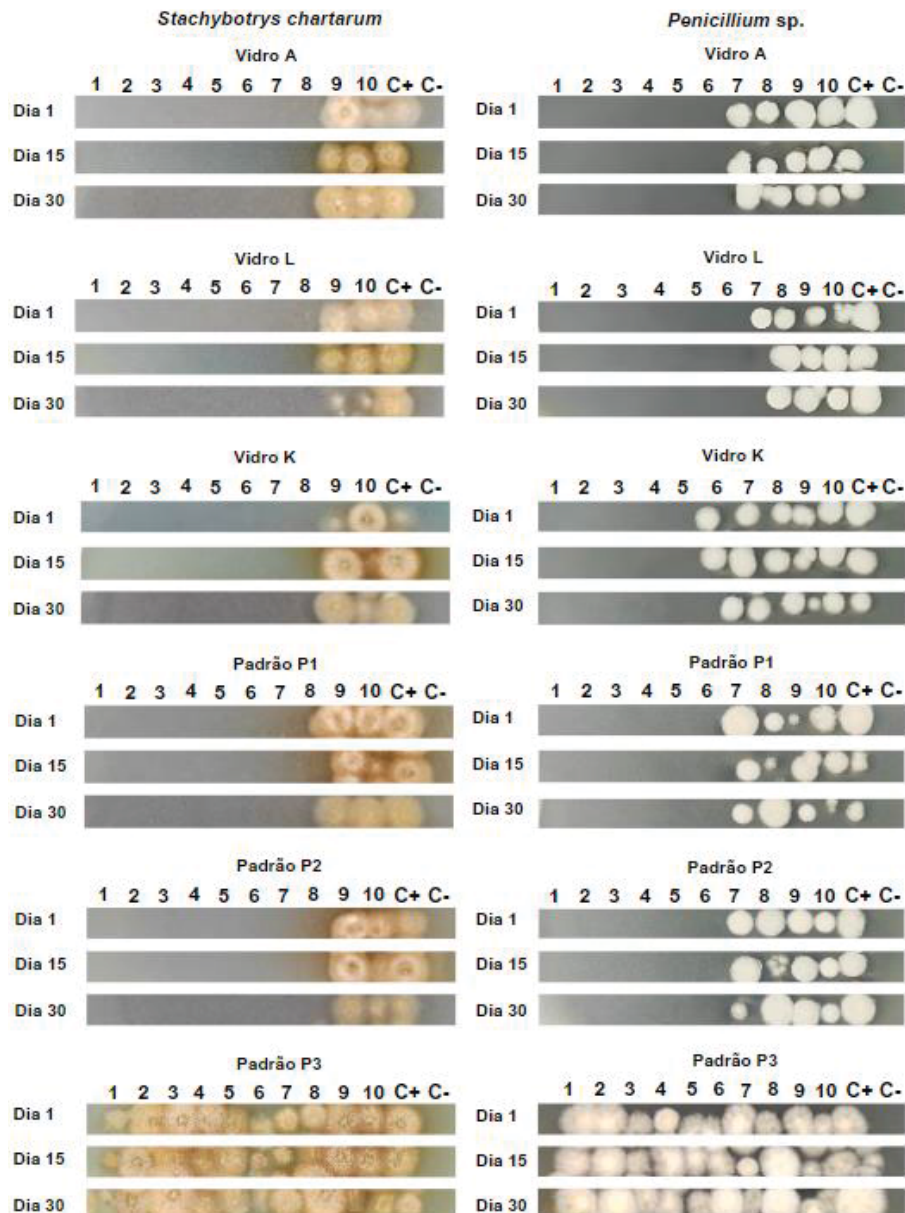 Stachybotrys chartarum
Vidro A
1 2 3 4 5 6 7 8 9 10 C+ C-
Dia 1
Dia 15
Dia 30
Vidro L
1 2 3 4 5 6 7 8 9 10 C+ C-
Dia 1
Dia 15
Dia 30
Vidro K
1 2 3 4 5 6 7 8 9 10 C+ C-
Dia 1
Dia 15
Dia 30
Padrão P1
1 2 3 4 5 6 7 8 9 10 C+ C-
Dia 1
Dia 15
Dia 30
Padrão P2
1 2 3 4 5 6 7 8 9 10 C+ C-
Dia 1
Dia 15
Dia 30
Padrão P3
1 2 3 4 5 6 7 8 9 10 C+ C-
Dia 1
Dia 15
Dia 30
Penicillium sp.
Vidro A
1 2 3 4 5 6 7 8 9 10 C+ C-
Dia 1
Dia 15
Dia 30
Vidro L
1 2 3 4 5 6 7 8 9 10 C+ C-
Dia 1
Dia 15
Dia 30
Vidro K
1 2 3 4 5 6 7 8 9 10 C+ C-
Dia 1
Dia 15
Dia 30
Padrão P1
1 2 3 4 5 6 7 8 9 10 C+ C-
Dia 1
Dia 15
Dia 30
Padrão P2
1 2 3 4 5 6 7 8 9 10 C+ C-
Dia 1
Dia 15
Dia 30
Padrão P3
1 2 3 4 5 6 7 8 9 10 C+ C-
Dia 1
Dia 15
Dia 30